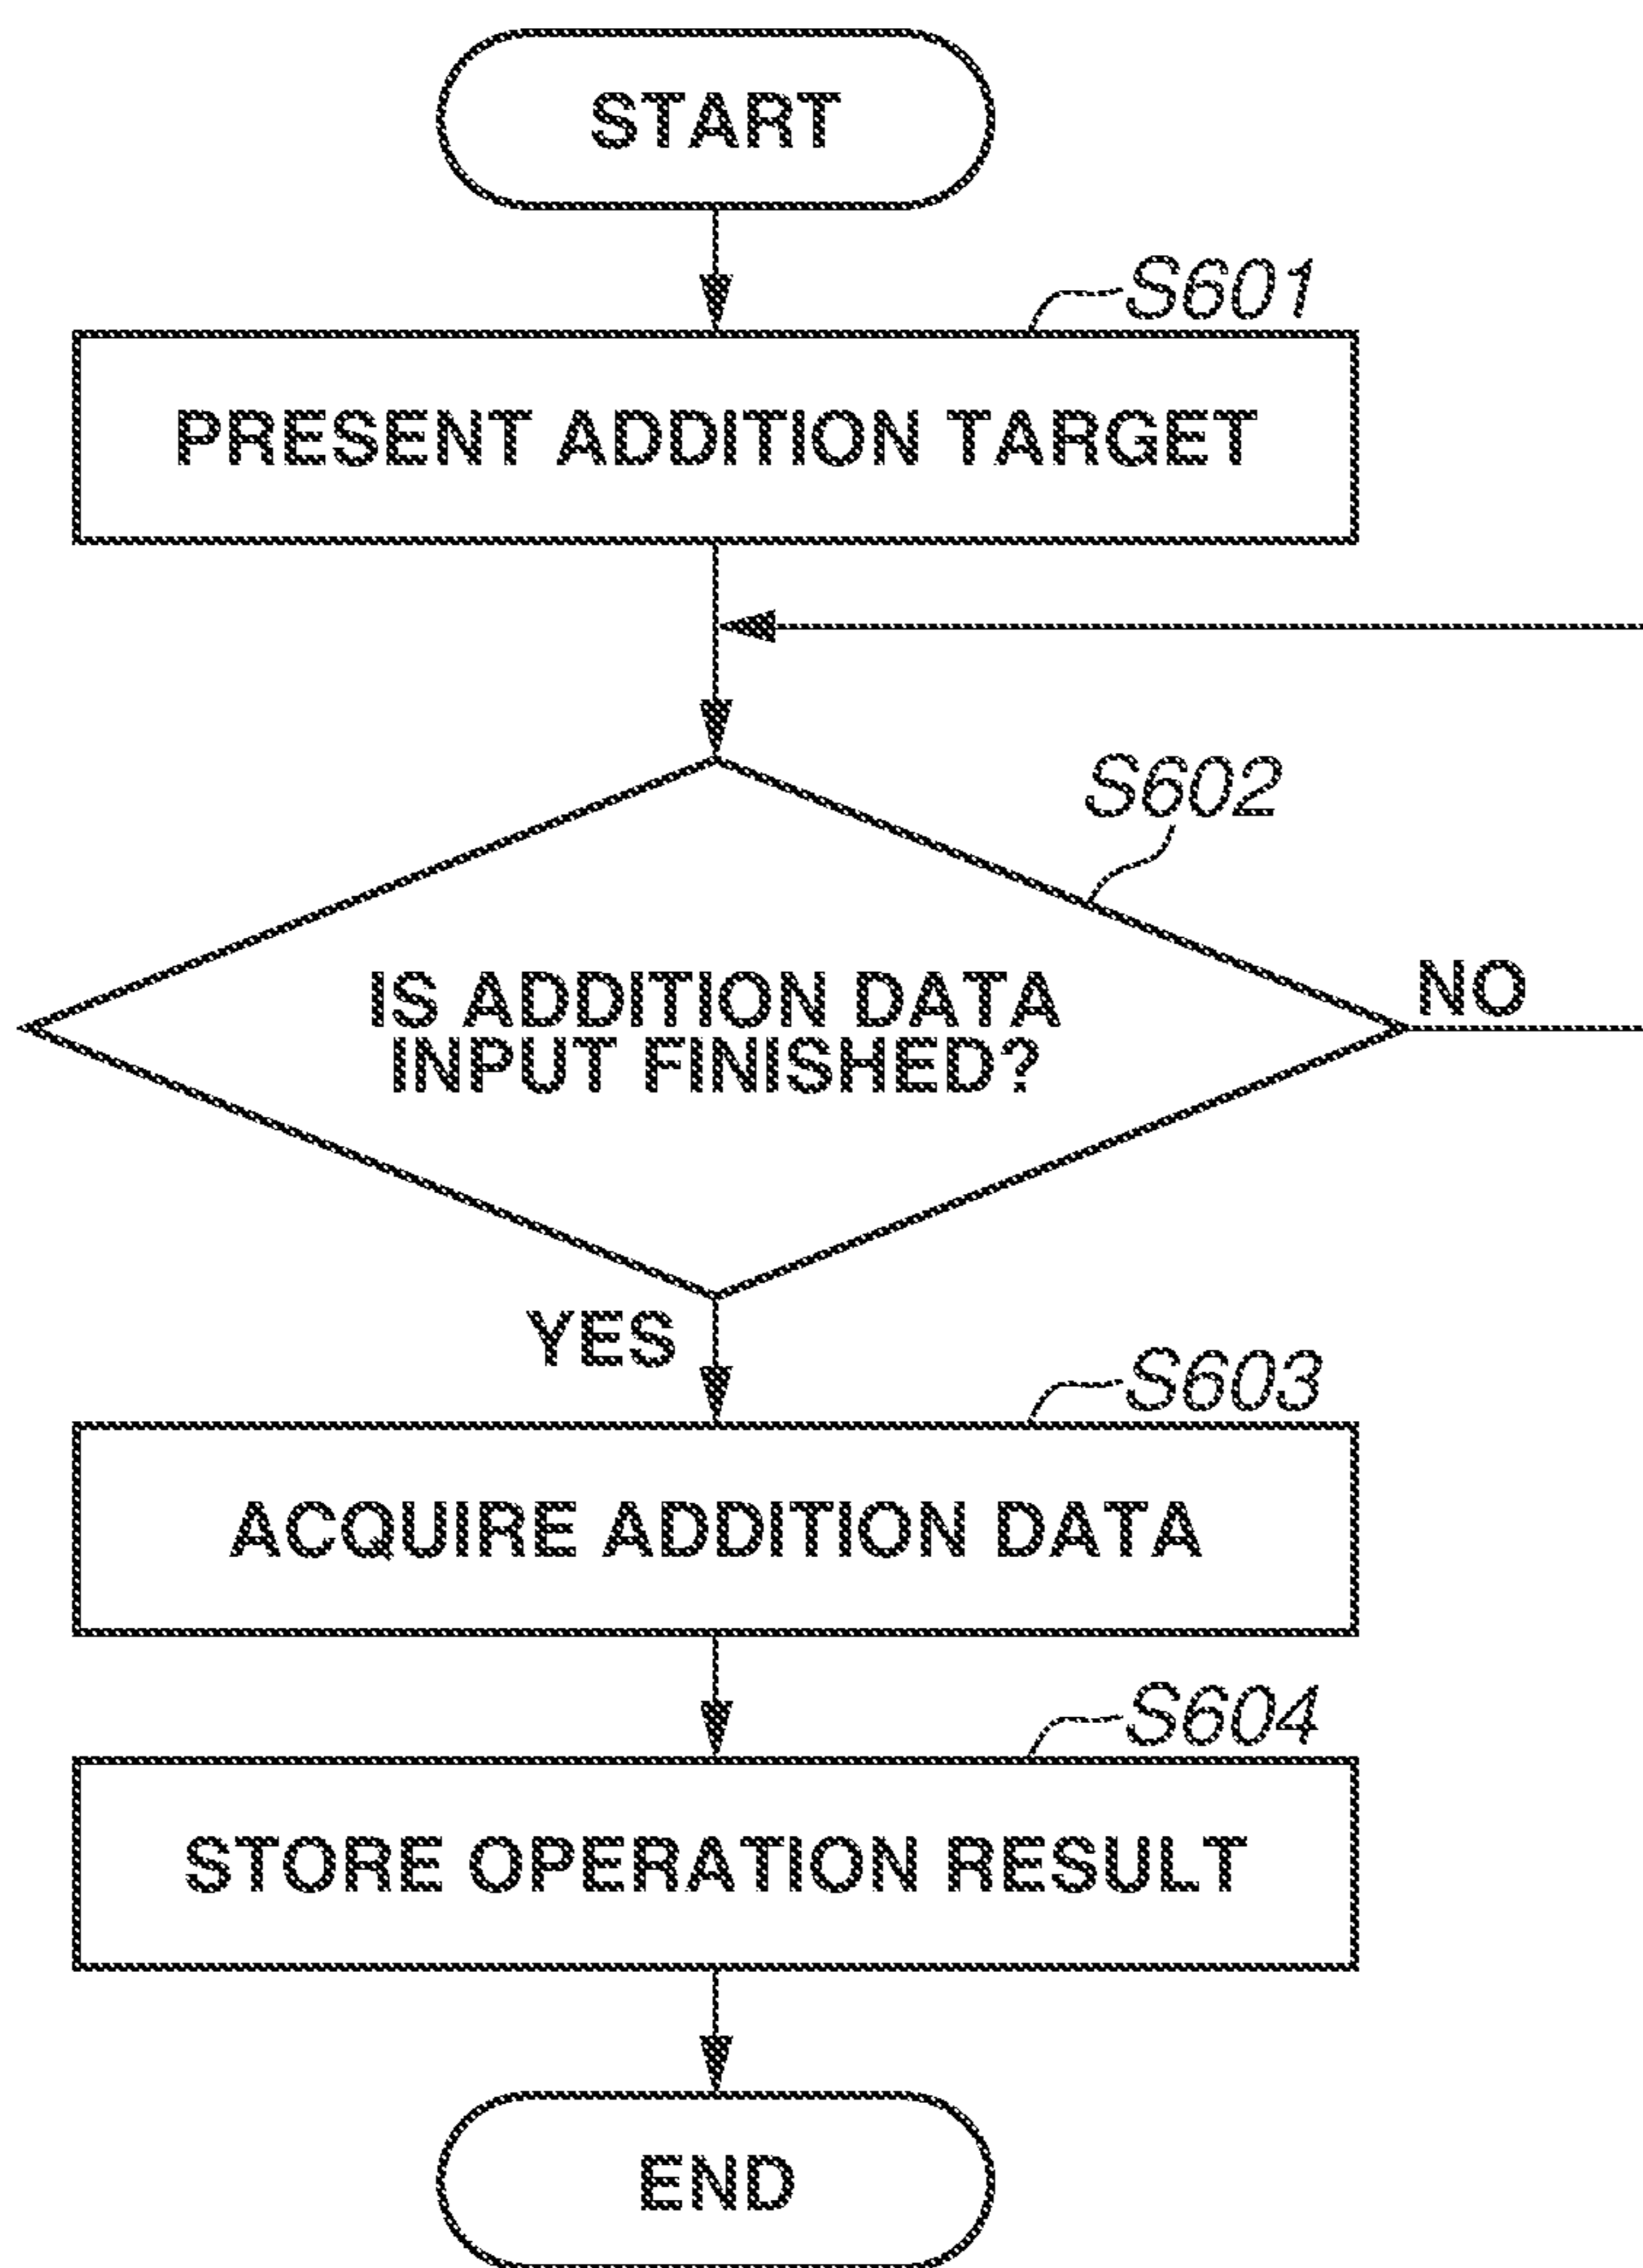 START
S601
PRESENT ADDITION TARGET
S602
IS ADDITION DATA
INPUT FINISHED?
NO
YES
S603
ACQUIRE ADDITION DATA
S604
STORE OPERATION RESULT
END